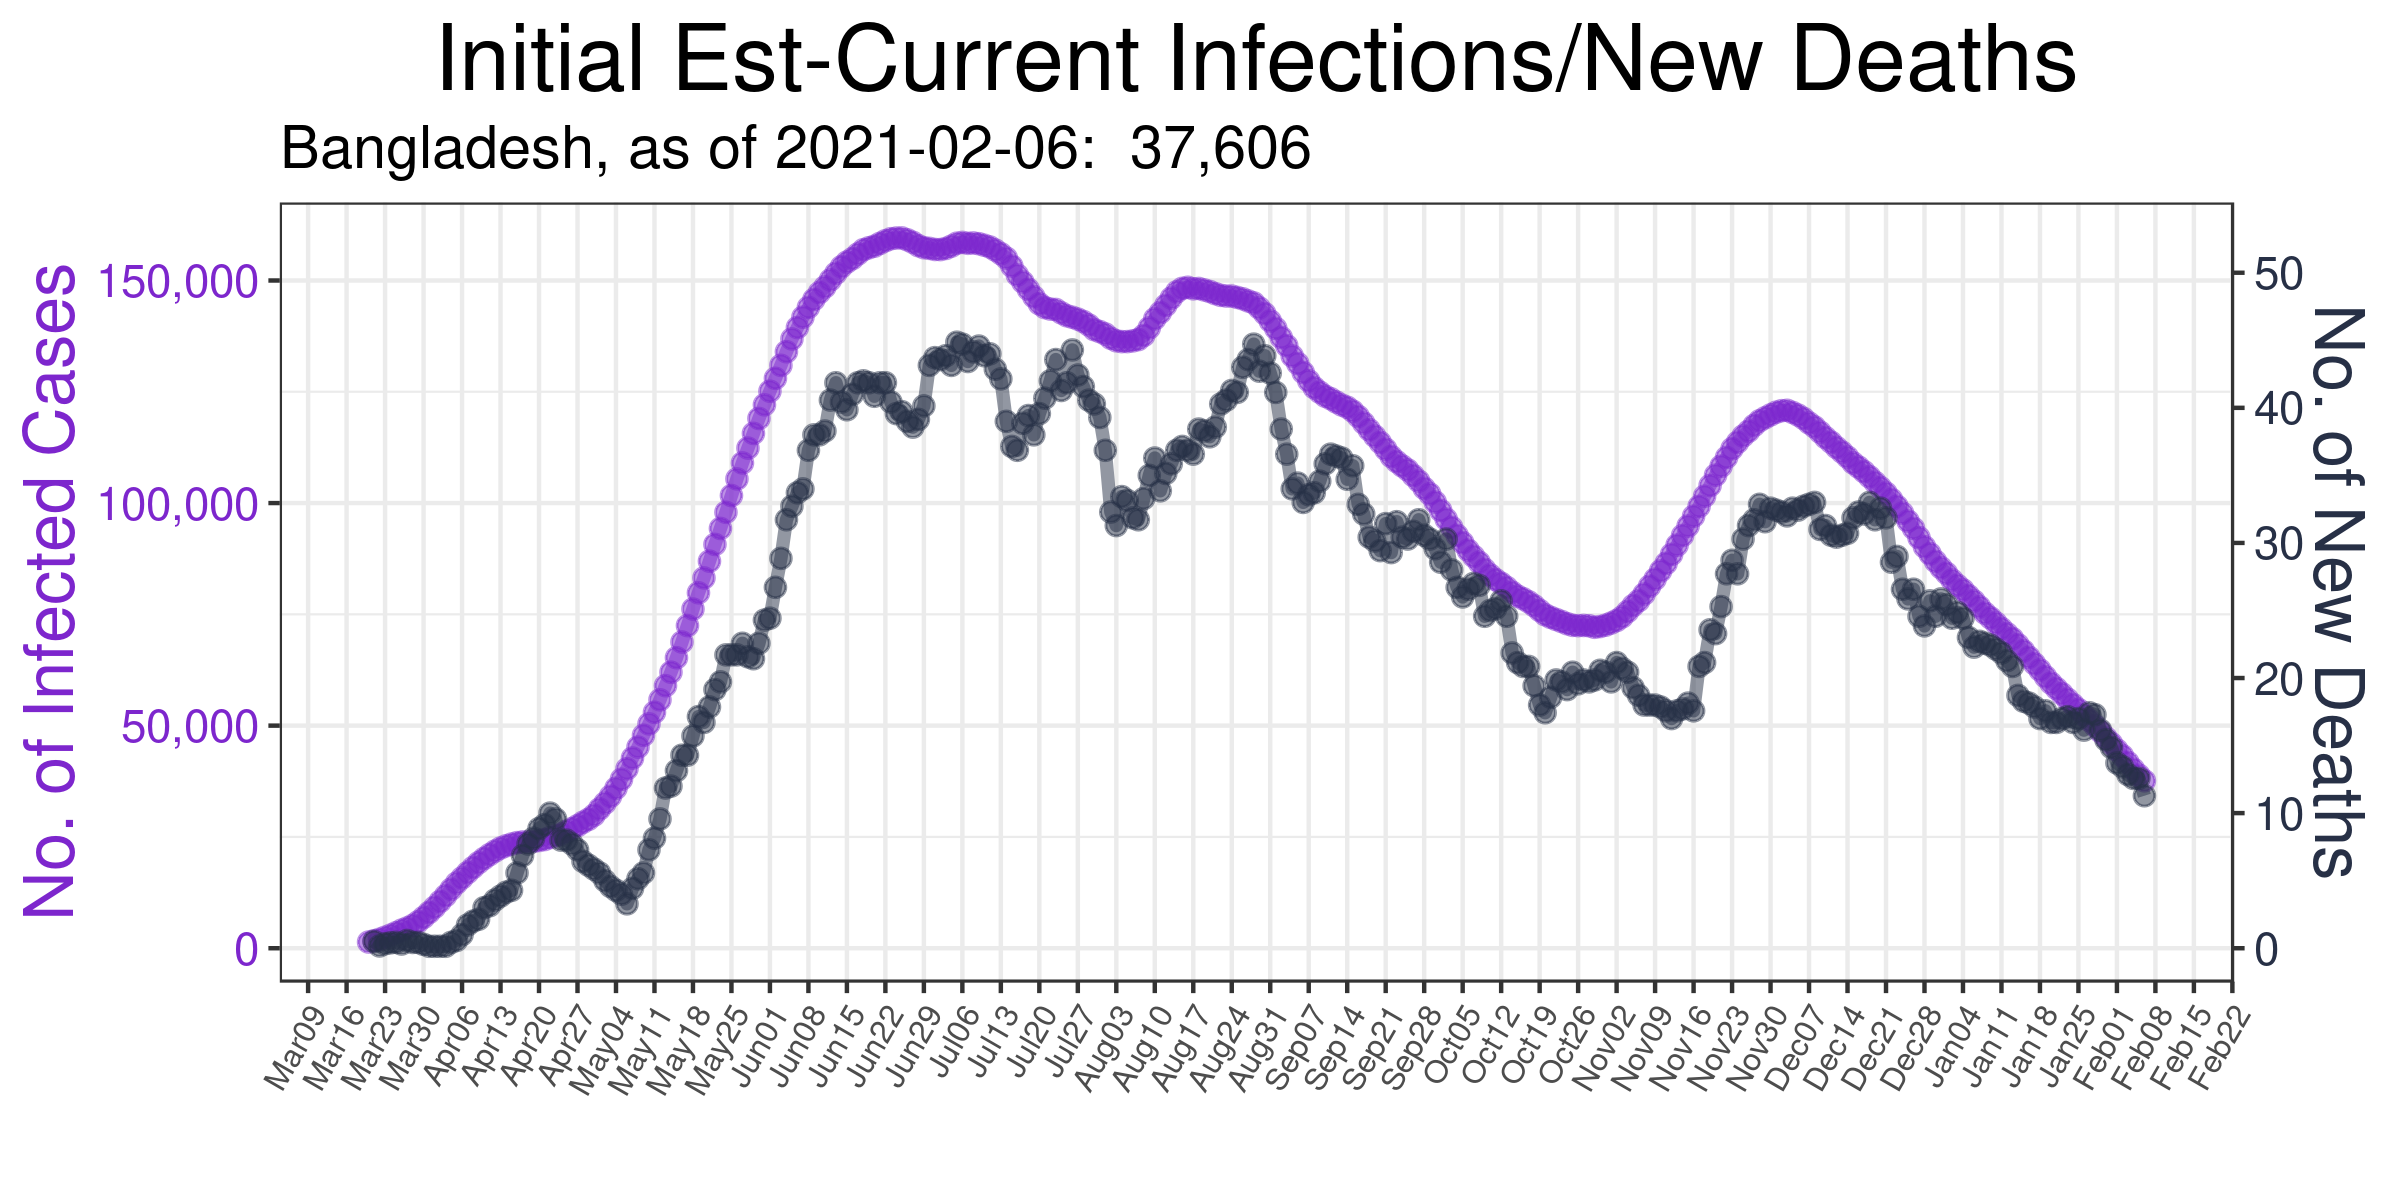 Initial Est-Current Infections/New Deaths
Bangladesh, as of 2021-02-06: 37,606
No. of Infected Cases
150,000
100,000
50,000
0
50
40
30
20
10
0
No. of New Deaths
Mar09
Mar16
Mar23
Mar30
Apr06
Apr13
Apr20
Apr27
May04
May11
May18
May25
Jun01
Jun08
Jun15
Jun22
Jun29
Jul06
Jul13
Jul20
Jul27
Aug03
Aug10
Aug17
Aug24
Aug31
Sep07
Sep14
Sep21
Sep28
Oct05
Oct12
Oct19
Oct26
Nov02
Nov09
Nov16
Nov23
Nov30
Dec07
Dec14
Dec21
Dec28
Jan04
Jan11
Jan18
Jan25
Feb01
Feb08
Feb15
Feb22